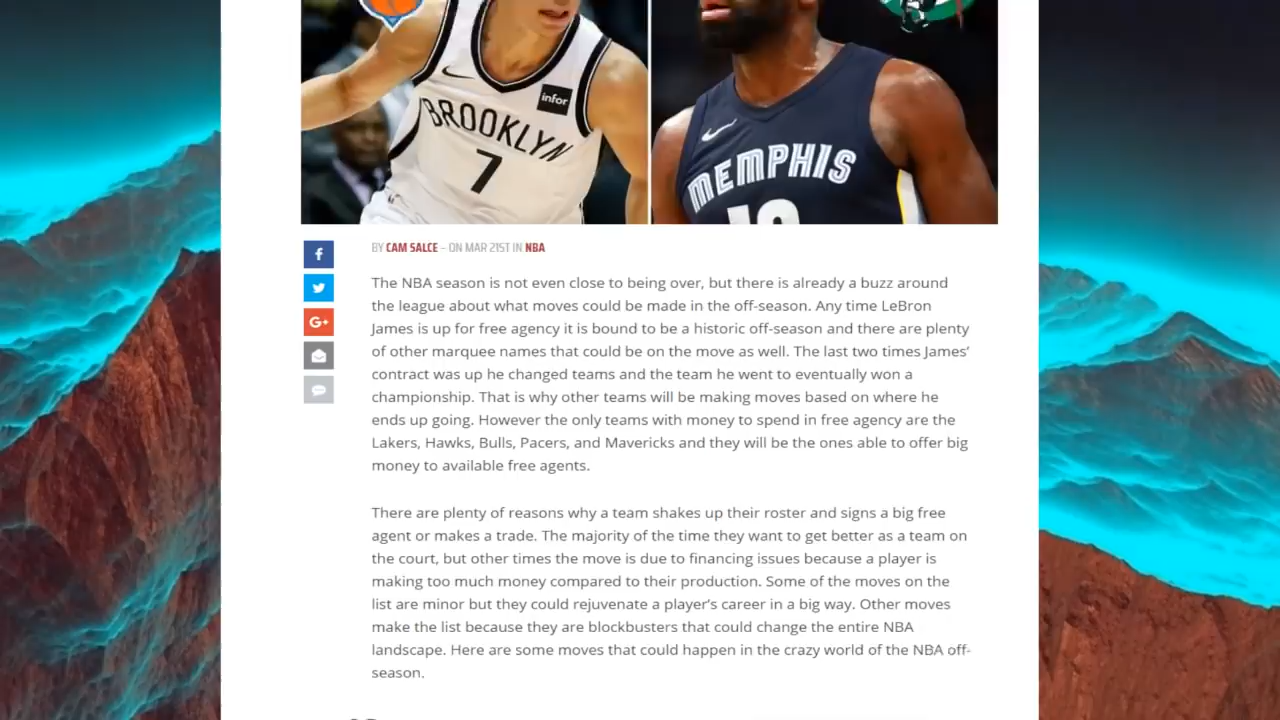 infor
BROOKLYN
7
MEMPHIS
BY CAM SALCE – ON MAR 21ST IN NBA
The NBA season is not even close to being over, but there is already a buzz around
the league about what moves could be made in the off-season. Any time LeBron
James is up for free agency it is bound to be a historic off-season and there are plenty
of other marquee names that could be on the move as well. The last two times James’
contract was up he changed teams and the team he went to eventually won a
championship. That is why other teams will be making moves based on where he
ends up going. However the only teams with money to spend in free agency are the
Lakers, Hawks, Bulls, Pacers, and Mavericks and they will be the ones able to offer big
money to available free agents.
There are plenty of reasons why a team shakes up their roster and signs a big free
agent or makes a trade. The majority of the time they want to get better as a team on
the court, but other times the move is due to financing issues because a player is
making too much money compared to their production. Some of the moves on the
list are minor but they could rejuvenate a player’s career in a big way. Other moves
make the list because they are blockbusters that could change the entire NBA
landscape. Here are some moves that could happen in the crazy world of the NBA off-
season.